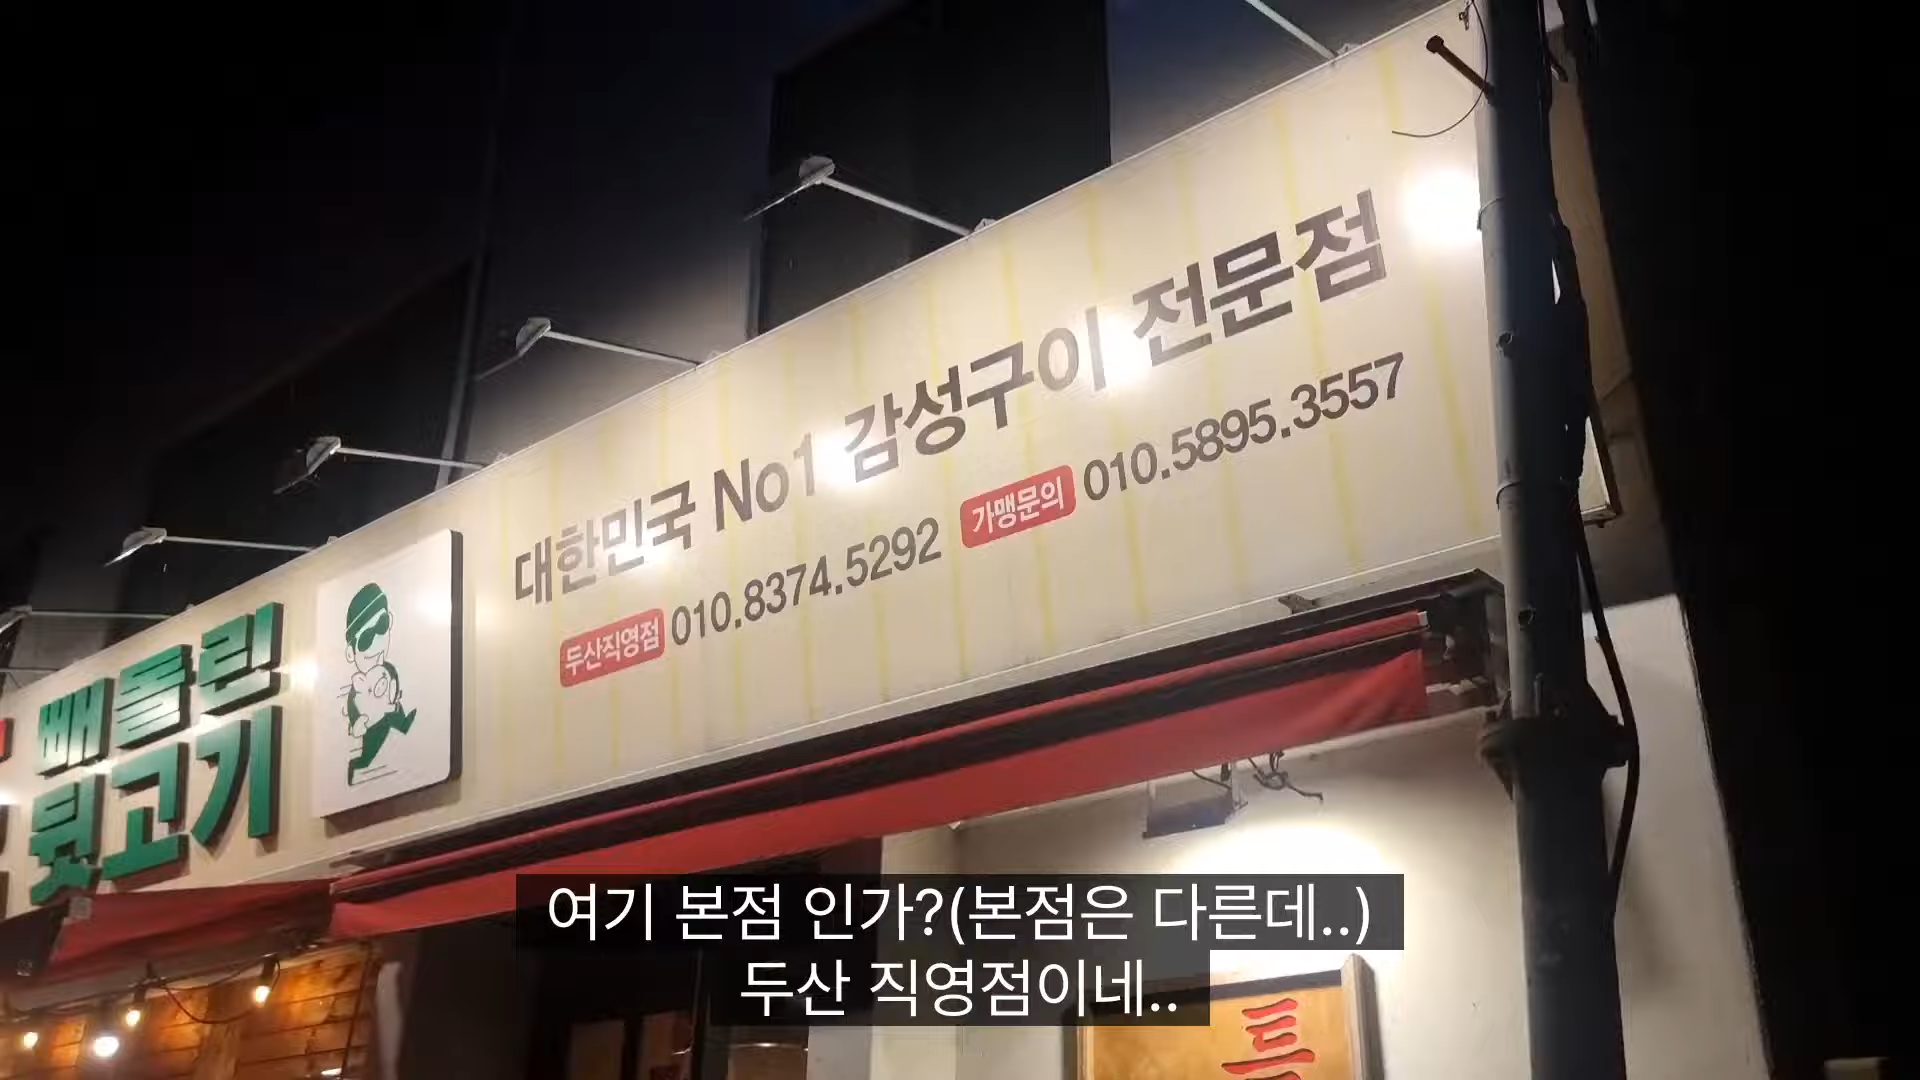 대한민국 No1 감성구이 전문점
두산직영점 010.8374.5292 가맹문의 010.5895.3557
빼돌린
뒷고기
특
여기 본점 인가?(본점은 다른데..)
두산 직영점이네..